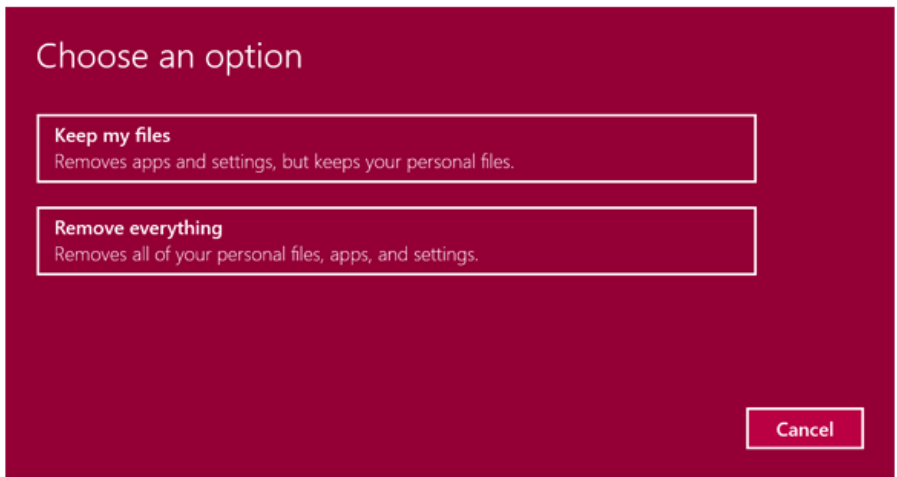 Choose an option
Keep my files
Removes apps and settings, but keeps your personal files.
Remove everything
Removes all of your personal files, apps, and settings.
Cancel